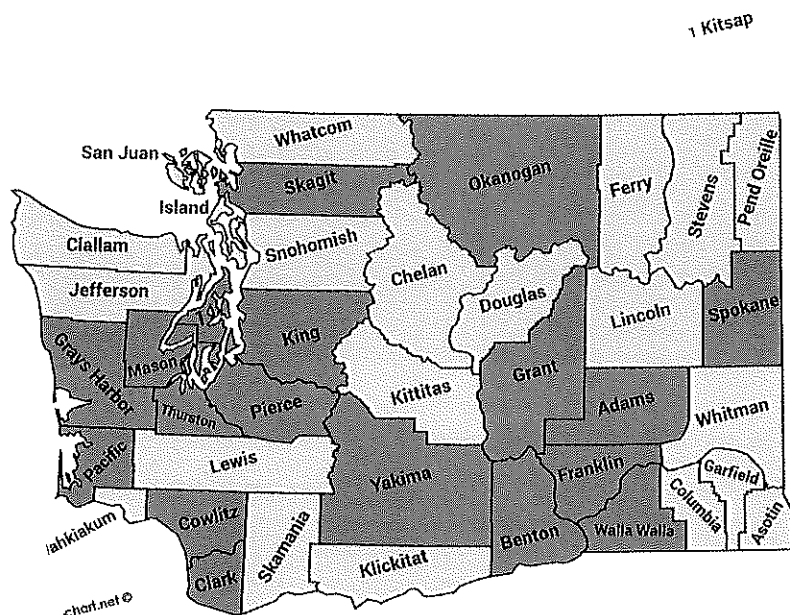 1 Kitsap
Whatcom
San Juan
Skagit
Okanogan
Ferry
Stevens
Pend Oreille
Island
Clallam
Snohomish
Chelan
Jefferson
Douglas
Lincoln
Spokane
King
Grays Harbor
Mason
Grant
Kittitas
Pierce
Thurston
Adams
Whitman
Pacific
Lewis
Yakima
Franklin
Garfield
Columbia
Asotin
ahkiakum
Cowlitz
Skamania
Benton
Walla Walla
Klickitat
Clark
chart.net ©